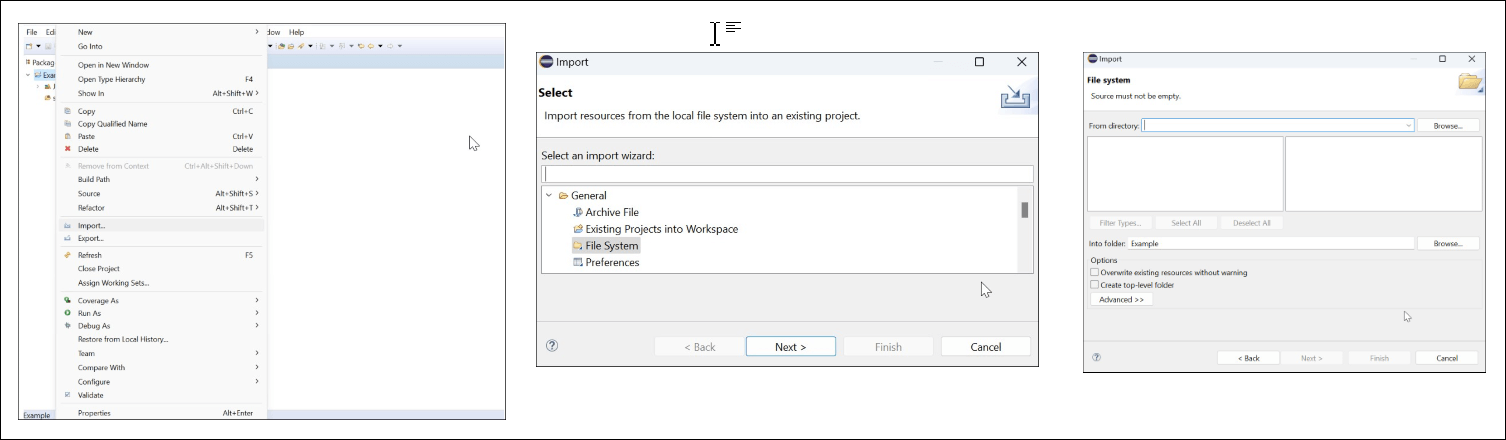 File Edi
dow Help
Packag
Exam
New
Go Into
Open in New Window
Open Type Hierarchy F4
Show In Alt+Shift+W >
Copy Ctrl+C
Copy Qualified Name
Paste Ctrl+V
Delete Delete
Remove from Context Ctrl+Alt+Shift+Down
Build Path
Source Alt+Shift+S >
Refactor Alt+Shift+T >
Import...
Export...
Refresh F5
Close Project
Assign Working Sets...
Coverage As
Run As
Debug As
Restore from Local History...
Team
Compare With
Configure
Validate
Properties Alt+Enter
Example
Import
Select
Import resources from the local file system into an existing project.
Select an import wizard:
General
Archive File
Existing Projects into Workspace
File System
Preferences
< Back Next > Finish Cancel
Import
File system
Source must not be empty.
From directory: Browse...
Filter Types... Select All Deselect All
Into folder: Example Browse...
Options
Overwrite existing resources without warning
Create top-level folder
Advanced >>
< Back Next > Finish Cancel